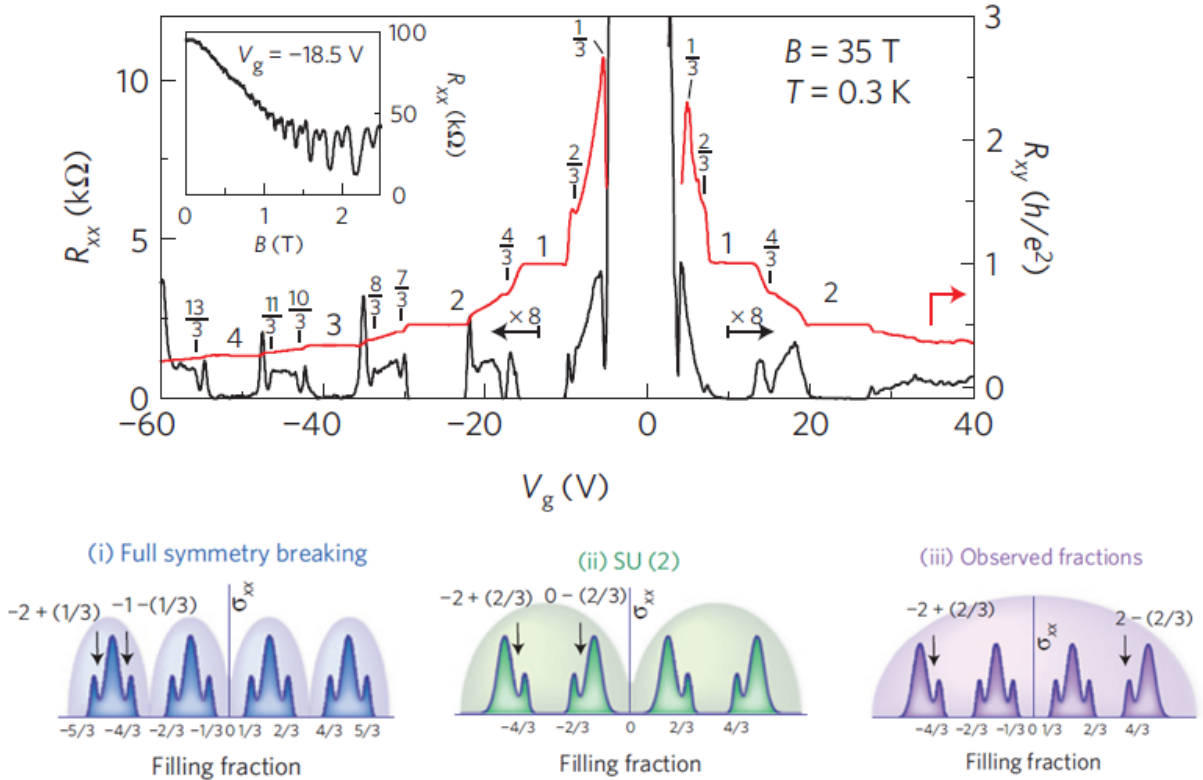 100
V_g = −18.5 V
50
R_xx (kΩ)
0
0 1 2
B (T)
10
5
0
R_xx (kΩ)
B = 35 T
T = 0.3 K
3
2
1
0
R_xy (h/e²)
1/3
2/3
4/3
1
2
7/3
8/3
3
10/3
11/3
4
13/3
× 8
1/3
2/3
1
4/3
2
× 8
−60 −40 −20 0 20 40
V_g (V)
(i) Full symmetry breaking
−2 + (1/3)
−1 −(1/3)
σ_xx
−5/3 −4/3 −2/3 −1/3 0 1/3 2/3 4/3 5/3
Filling fraction
(ii) SU (2)
−2 + (2/3)
0 − (2/3)
σ_xx
−4/3 −2/3 0 2/3 4/3
Filling fraction
(iii) Observed fractions
−2 + (2/3)
2 − (2/3)
σ_xx
−4/3 −2/3 −1/3 0 1/3 2/3 4/3
Filling fraction